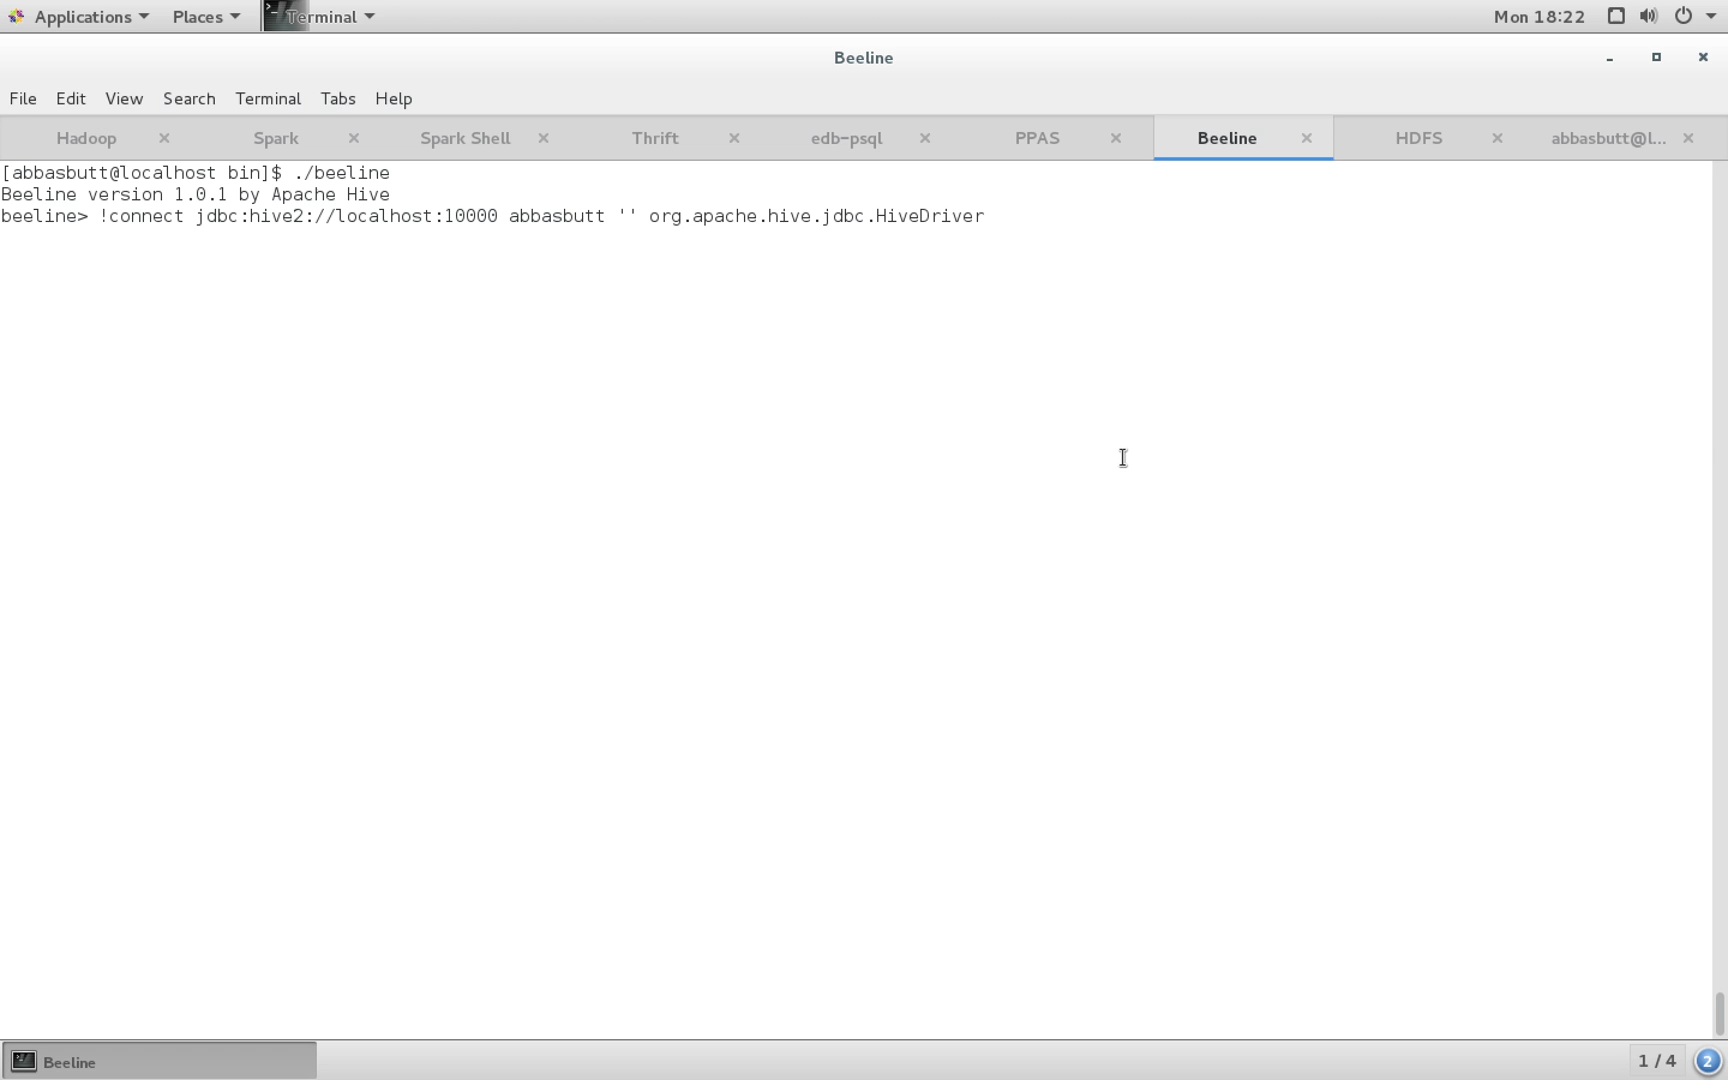 Applications Places Terminal Mon 18:22
Beeline
File Edit View Search Terminal Tabs Help
Hadoop Spark Spark Shell Thrift edb-psql PPAS Beeline HDFS abbasbutt@l...
[abbasbutt@localhost bin]$ ./beeline
Beeline version 1.0.1 by Apache Hive
beeline> !connect jdbc:hive2://localhost:10000 abbasbutt '' org.apache.hive.jdbc.HiveDriver
Beeline 1 / 4 2